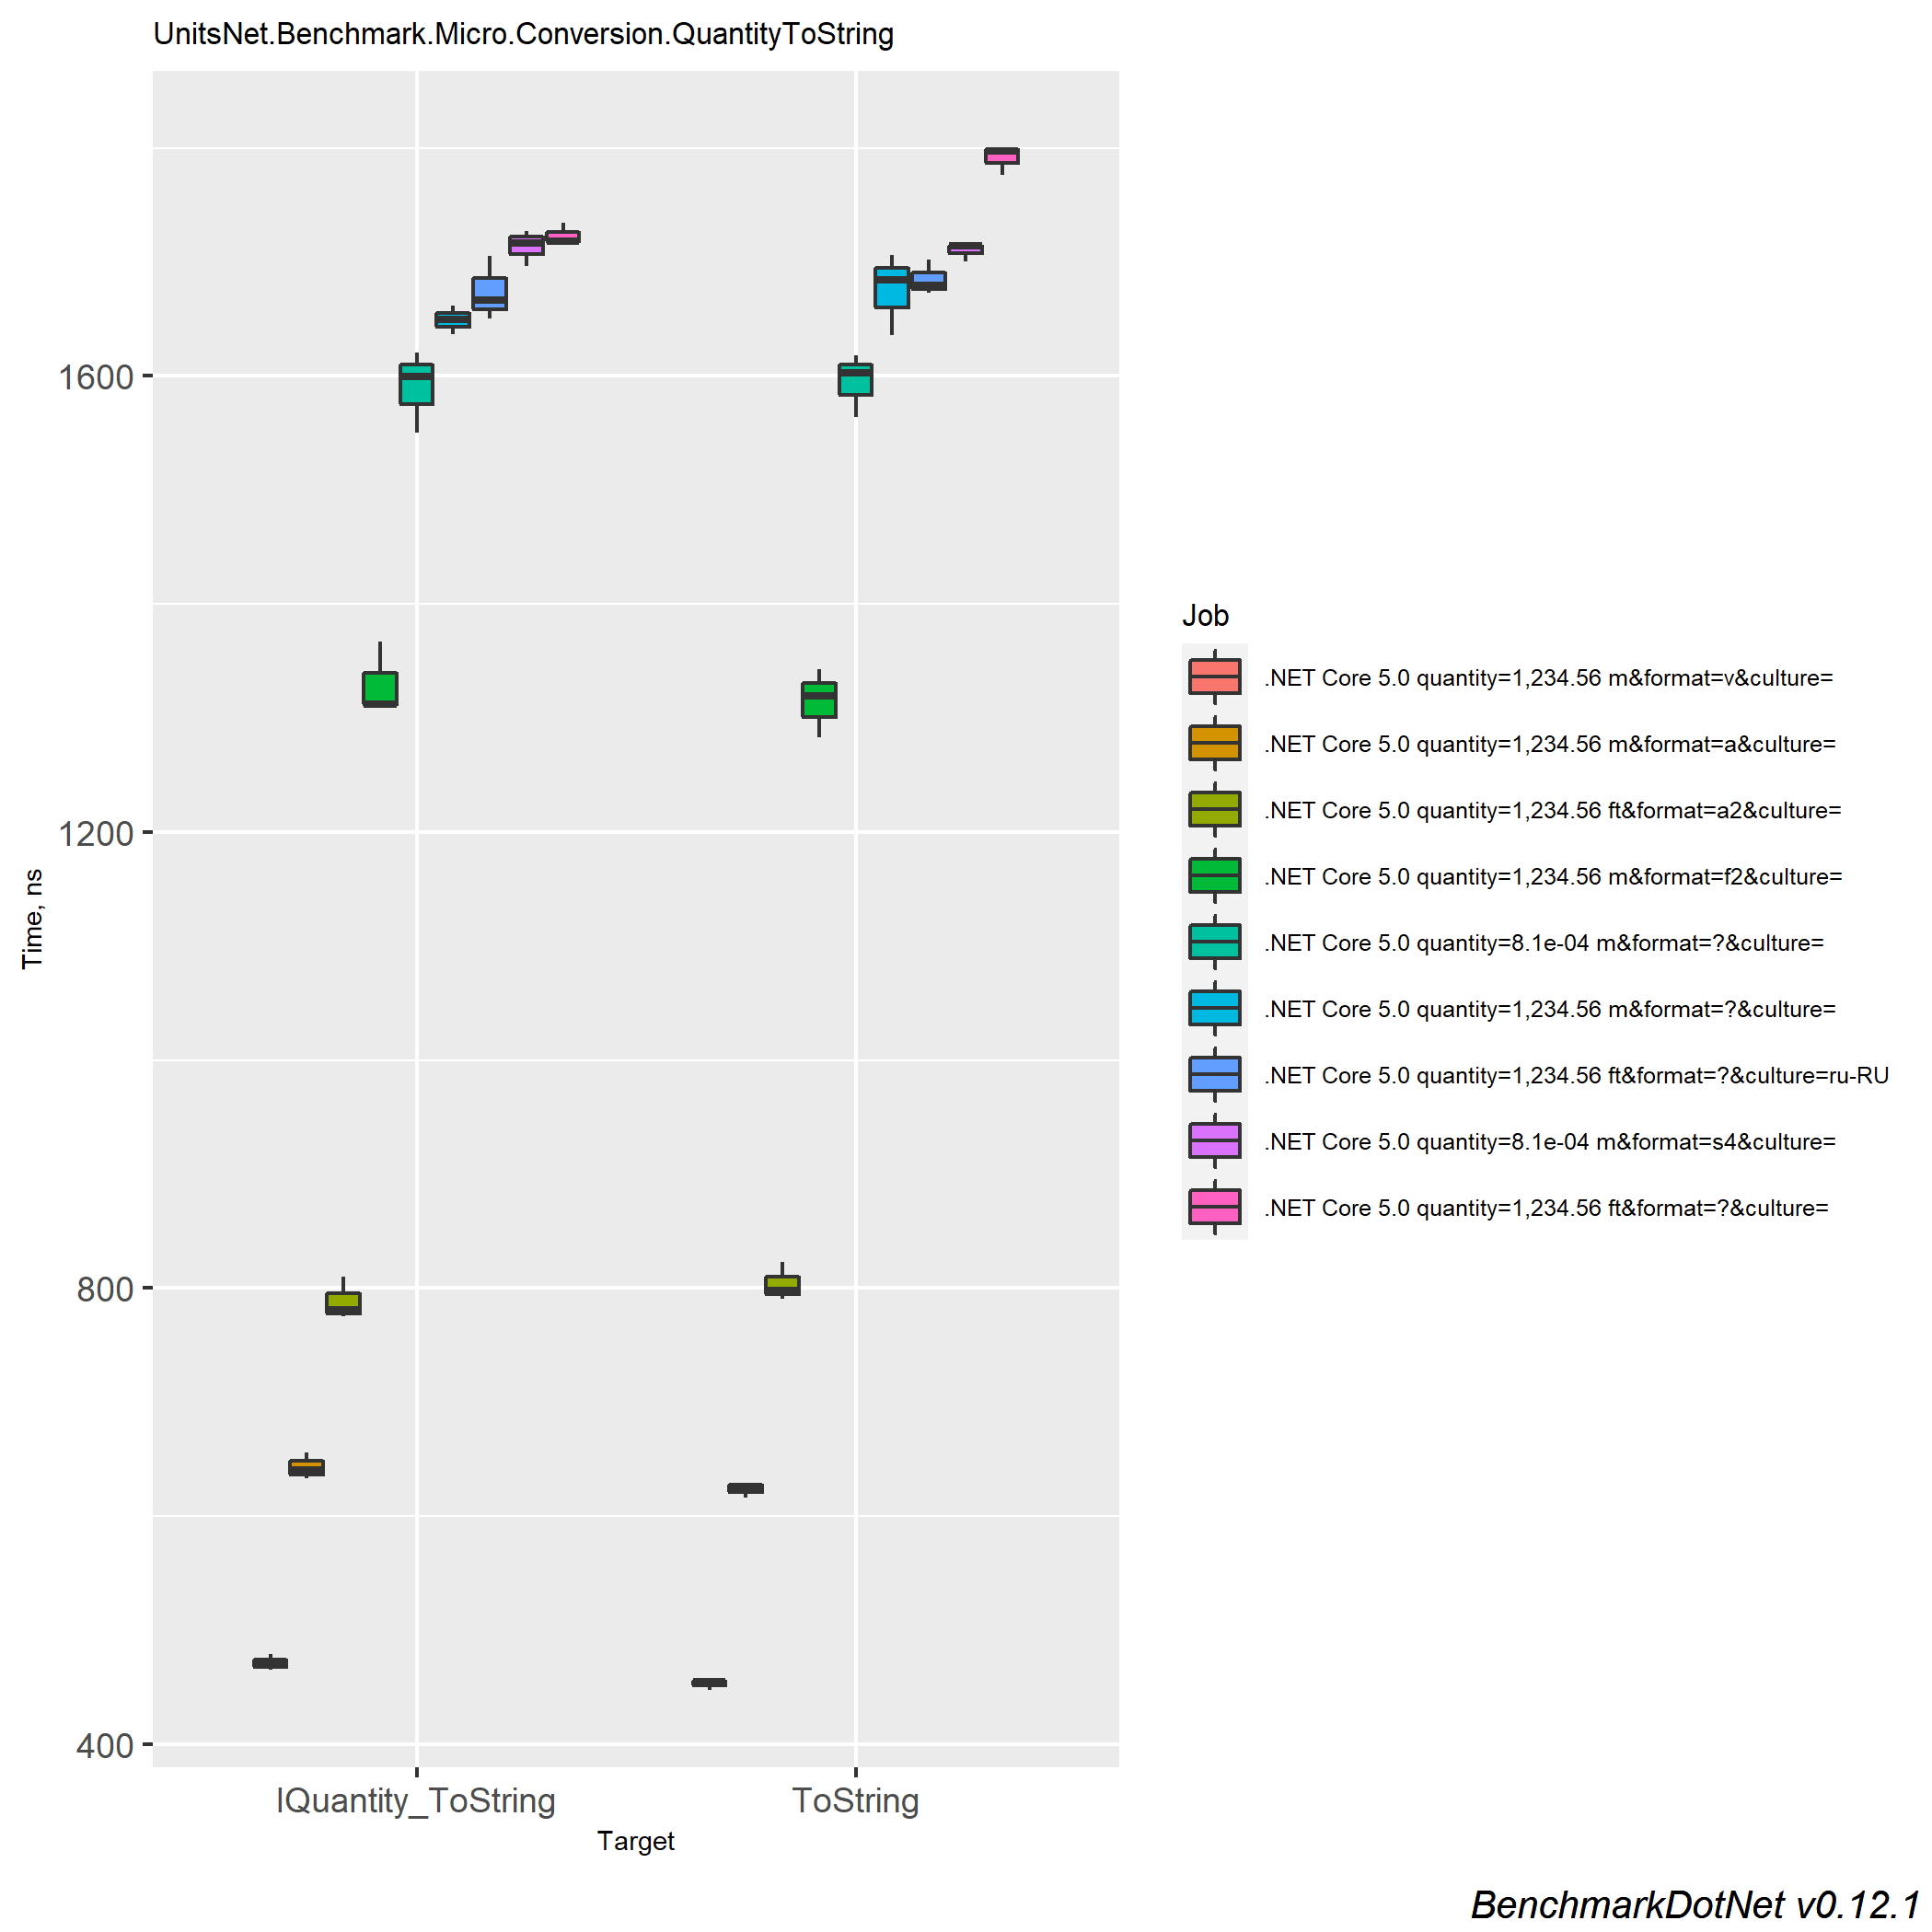 UnitsNet.Benchmark.Micro.Conversion.QuantityToString
1600
1200
800
400
Time, ns
IQuantity_ToString
ToString
Target
Job
.NET Core 5.0 quantity=1,234.56 m&format=v&culture=
.NET Core 5.0 quantity=1,234.56 m&format=a&culture=
.NET Core 5.0 quantity=1,234.56 ft&format=a2&culture=
.NET Core 5.0 quantity=1,234.56 m&format=f2&culture=
.NET Core 5.0 quantity=8.1e-04 m&format=?&culture=
.NET Core 5.0 quantity=1,234.56 m&format=?&culture=
.NET Core 5.0 quantity=1,234.56 ft&format=?&culture=ru-RU
.NET Core 5.0 quantity=8.1e-04 m&format=s4&culture=
.NET Core 5.0 quantity=1,234.56 ft&format=?&culture=
BenchmarkDotNet v0.12.1